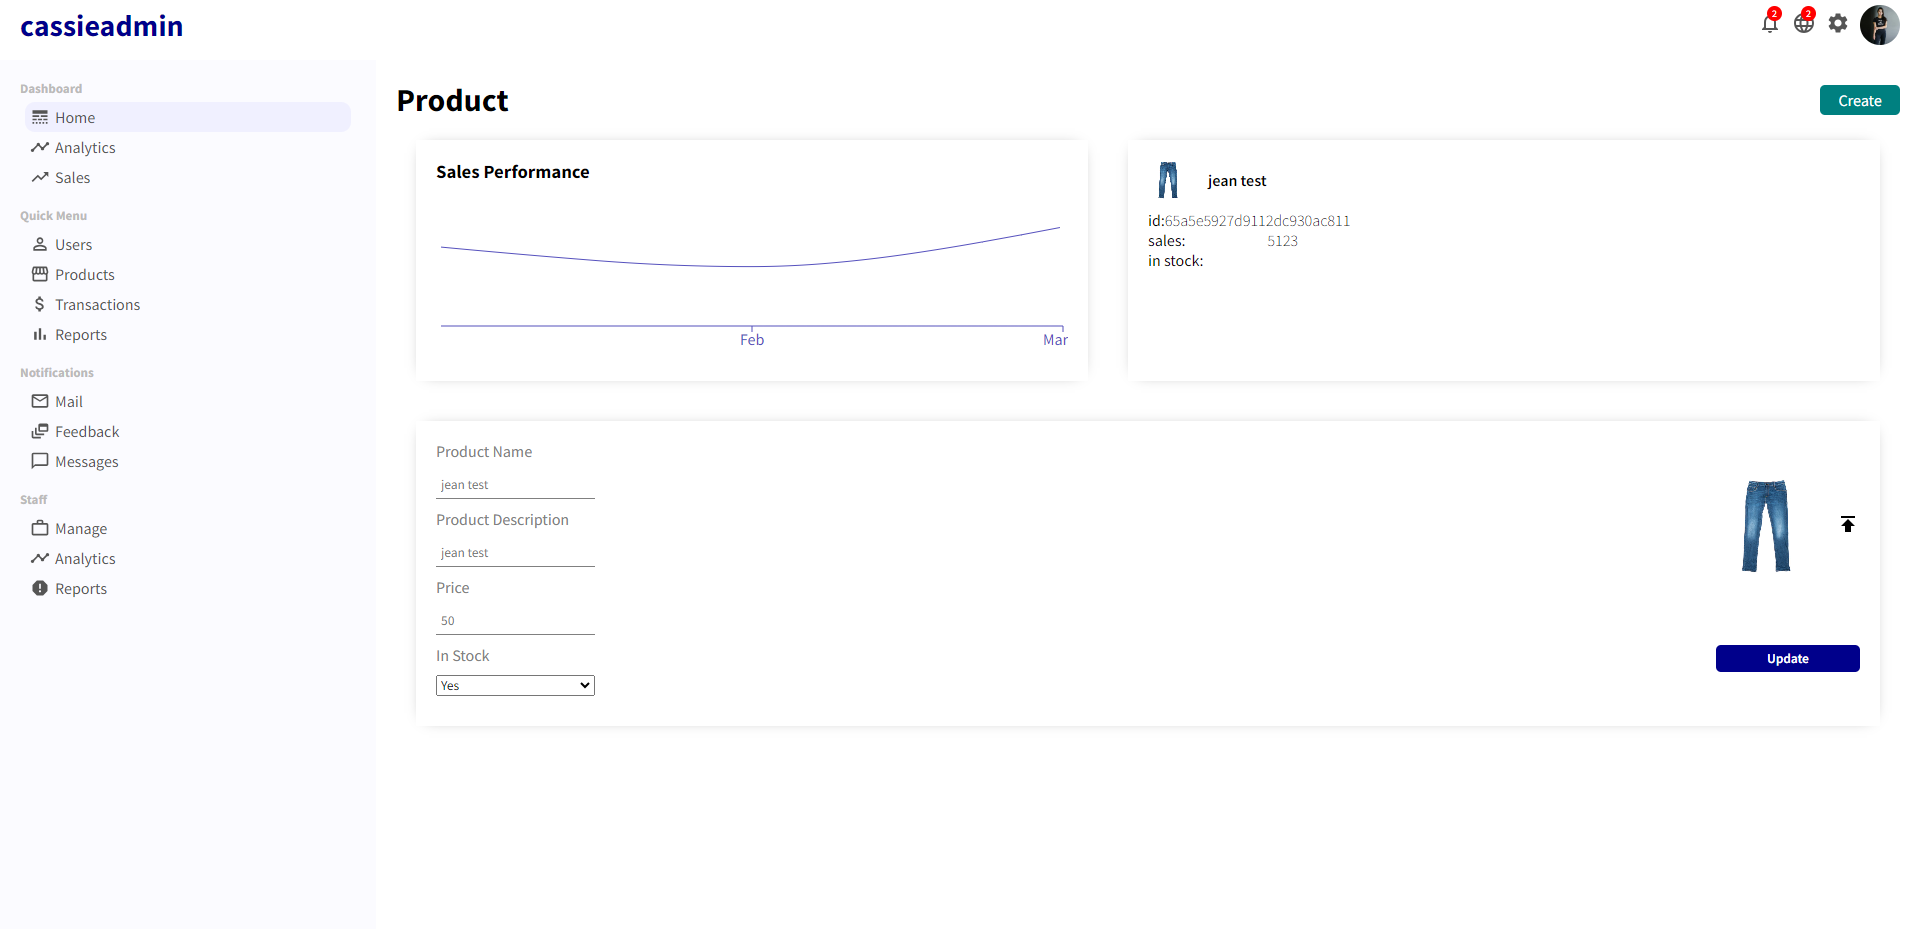 cassieadmin
2
2
Dashboard
Home
Analytics
Sales
Quick Menu
Users
Products
Transactions
Reports
Notifications
Mail
Feedback
Messages
Staff
Manage
Analytics
Reports
Product
Create
Sales Performance
Feb
Mar
jean test
id:65a5e5927d9112dc930ac811
sales: 5123
in stock:
Product Name
jean test
Product Description
jean test
Price
50
In Stock
Yes
Update